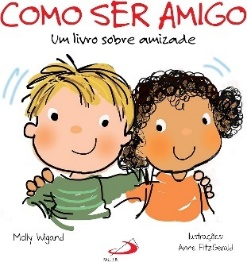 COMO SER AMIGO
Um livro sobre amizade
Molly Wigand
Ilustrações:
Anne FitzGerald